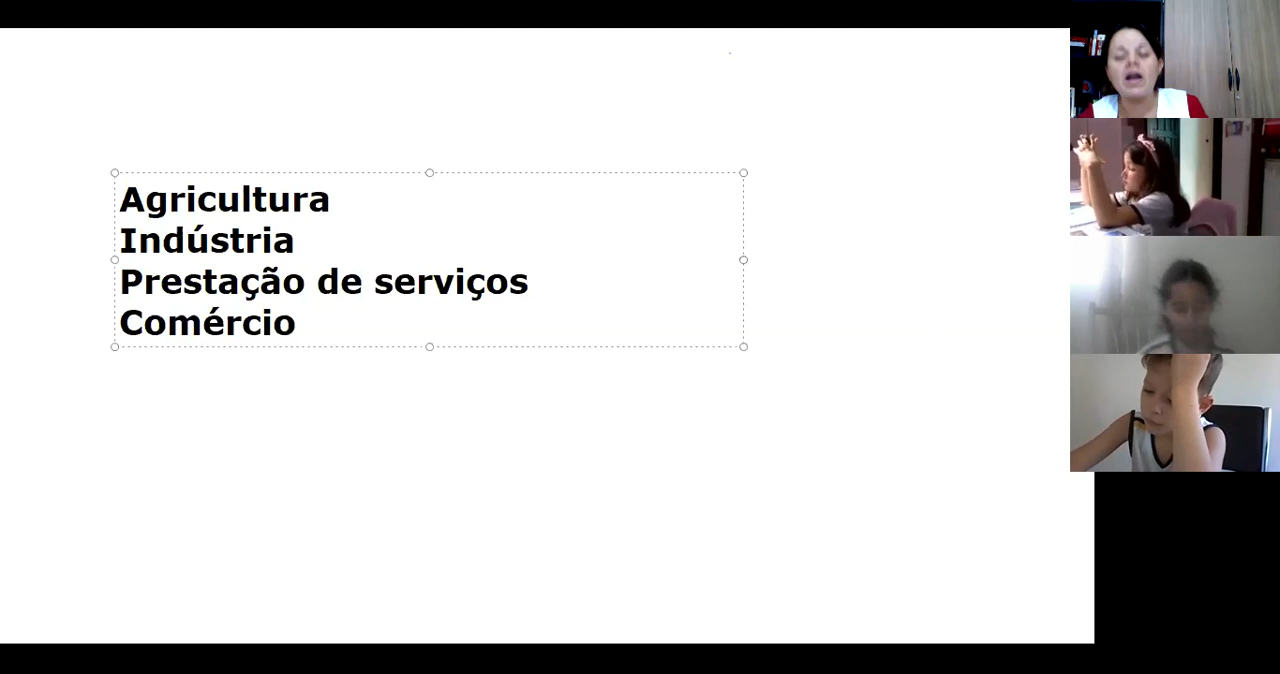 Agricultura
Indústria
Prestação de serviços
Comércio